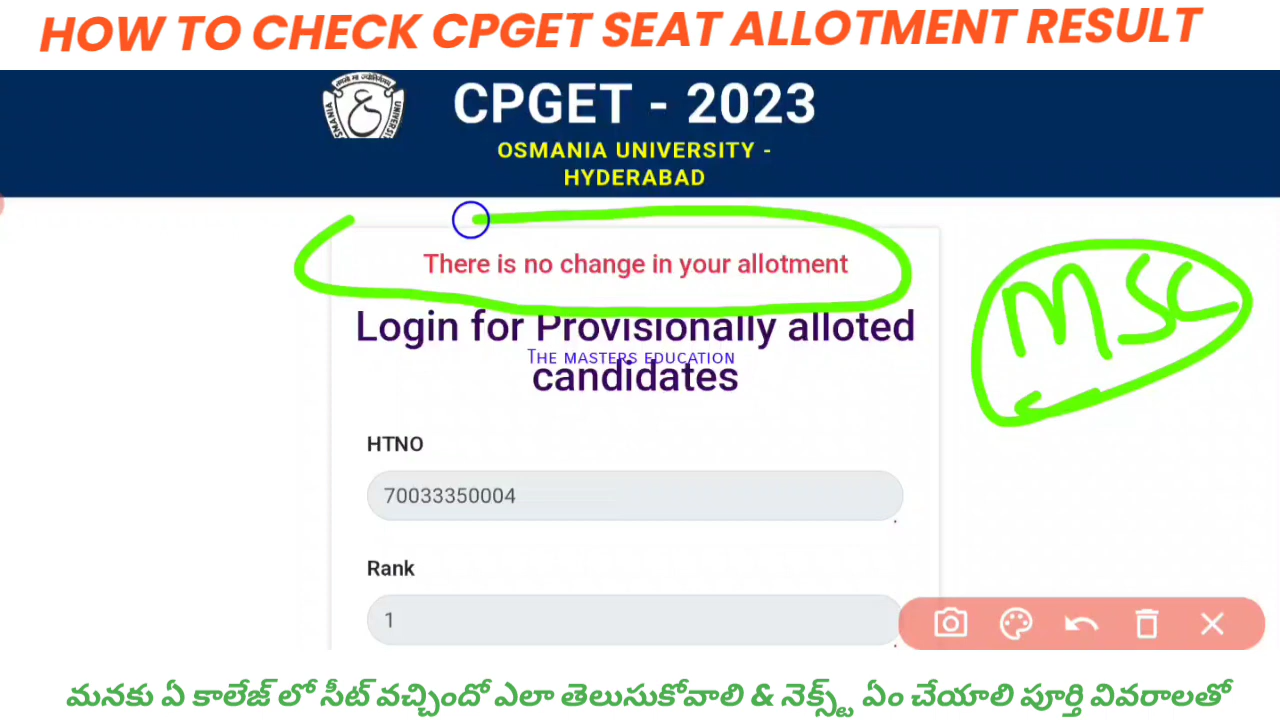 HOW TO CHECK CPGET SEAT ALLOTMENT RESULT
CPGET - 2023
OSMANIA UNIVERSITY -
HYDERABAD
There is no change in your allotment
MSC
Login for Provisionally alloted
THE MASTERS EDUCATION
candidates
HTNO
70033350004
Rank
1
మనకు ఏ కాలేజ్ లో సీట్ వచ్చిందో ఎలా తెలుసుకోవాలి & నెక్స్ట్ ఏం చేయాలి పూర్తి వివరాలతో